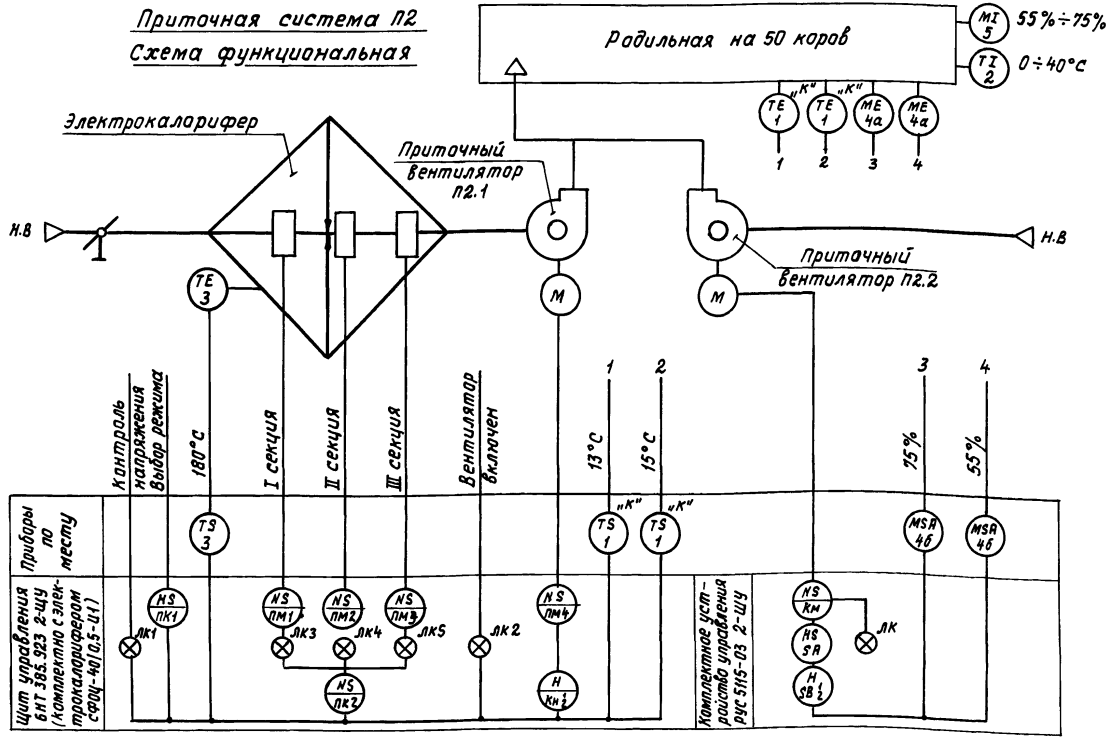 Приточная система П2
Схема функциональная
Родильная на 50 коров
MI
5
55%÷75%
TI
2
0÷40°С
TE
1
„К"
TE
1
„К"
ME
4а
ME
4а
1
2
3
4
Электрокалорифер
Приточный
вентилятор
П2.1
Н.В
Н.В
Приточный
вентилятор П2.2
TE
3
М
М
Контроль
напряжения
Выбор режима
180°С
I секция
II секция
III секция
Вентилятор
включен
1
13°С
2
15°С
3
75%
4
55%
Приборы
по
месту
TS
3
TS
1
„К"
TS
1
„К"
MSA
4б
MSA
4б
Щит управления
БНТ 385.923 2-ЩУ
(комплектно с элек-
трокалорифером
СФОЦ-40/0,5-И1)
ЛК1
HS
ПК1
NS
ПМ1
ЛК3
NS
ПМ2
ЛК4
NS
ПМ3
ЛК5
NS
ПК2
ЛК2
NS
ПМ4
H
КН 1/2
Комплектное уст-
ройство управления
РУС 5115-03 2-ШУ
NS
КМ
HS
SA
H
SB 1/2
ЛК